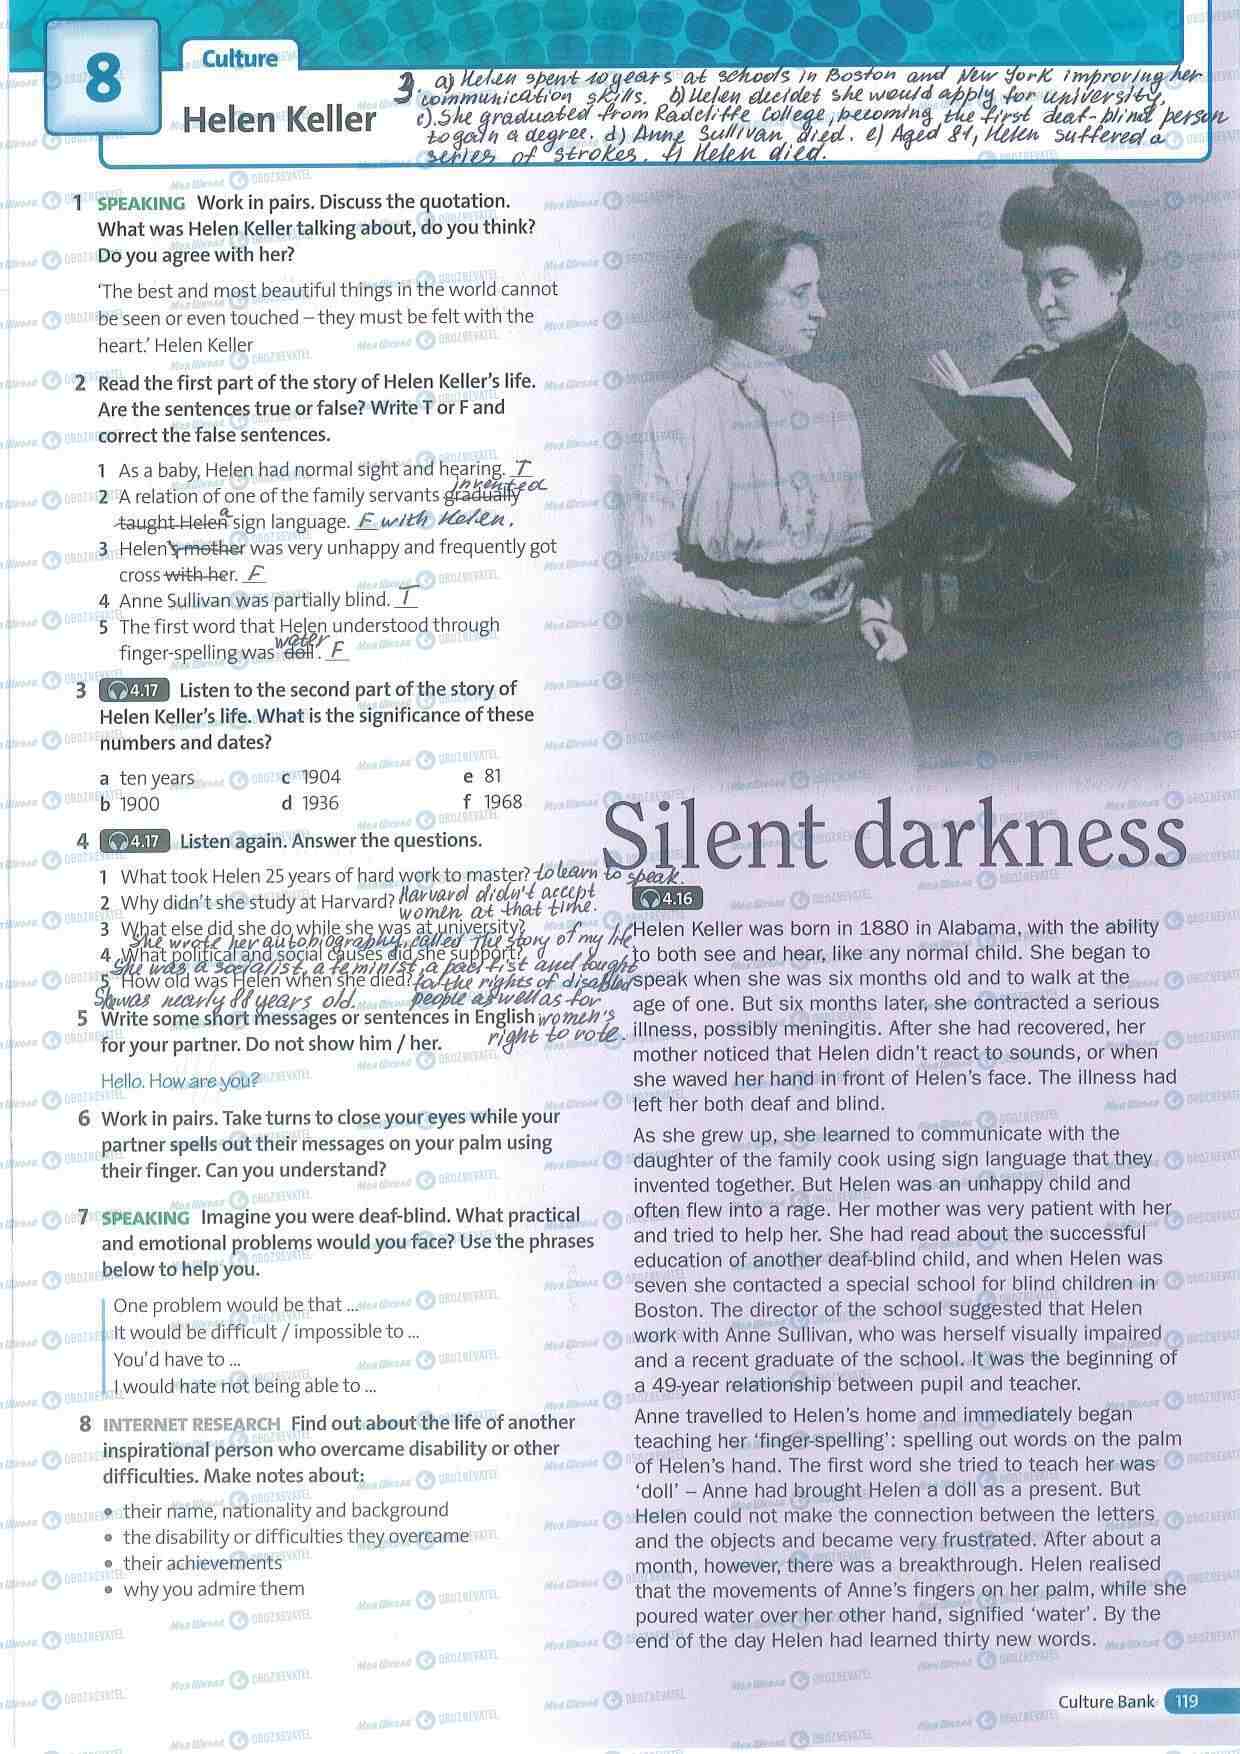 8
Culture
Helen Keller
3. a) Helen spent 10 years at schools in Boston and New York improving her
communication skills. b) Helen decidet she would apply for university.
c). She graduated from Radcliffe College, becoming the first deaf-blind person
to gain a degree. d) Anne Sullivan died. e) Aged 81, Helen suffered a
series of strokes. f) Helen died.
1 SPEAKING Work in pairs. Discuss the quotation.
What was Helen Keller talking about, do you think?
Do you agree with her?
‘The best and most beautiful things in the world cannot
be seen or even touched – they must be felt with the
heart.’ Helen Keller
2 Read the first part of the story of Helen Keller’s life.
Are the sentences true or false? Write T or F and
correct the false sentences.
1 As a baby, Helen had normal sight and hearing. T
invented
2 A relation of one of the family servants gradually
taught Helen a sign language. F with Helen.
3 Helen’s mother was very unhappy and frequently got
cross with her. F
4 Anne Sullivan was partially blind. T
5 The first word that Helen understood through
water
finger-spelling was doll. F
3 4.17 Listen to the second part of the story of
Helen Keller’s life. What is the significance of these
numbers and dates?
a ten years c 1904 e 81
b 1900 d 1936 f 1968
4 4.17 Listen again. Answer the questions.
1 What took Helen 25 years of hard work to master? to learn to speak.
2 Why didn’t she study at Harvard? Harvard didn't accept
women at that time.
3 What else did she do while she was at university?
She wrote her autobiography, called The story of my life
4 What political and social causes did she support?
She was a socialist, a feminist, a pacifist and fought
5 How old was Helen when she died? for the rights of disabled
She was nearly 88 years old. people as well as for
women's
right to vote.
5 Write some short messages or sentences in English
for your partner. Do not show him / her.
Hello. How are you?
6 Work in pairs. Take turns to close your eyes while your
partner spells out their messages on your palm using
their finger. Can you understand?
7 SPEAKING Imagine you were deaf-blind. What practical
and emotional problems would you face? Use the phrases
below to help you.
One problem would be that ...
It would be difficult / impossible to ...
You’d have to ...
I would hate not being able to ...
8 INTERNET RESEARCH Find out about the life of another
inspirational person who overcame disability or other
difficulties. Make notes about:
• their name, nationality and background
• the disability or difficulties they overcame
• their achievements
• why you admire them
Silent darkness
4.16
Helen Keller was born in 1880 in Alabama, with the ability
to both see and hear, like any normal child. She began to
speak when she was six months old and to walk at the
age of one. But six months later, she contracted a serious
illness, possibly meningitis. After she had recovered, her
mother noticed that Helen didn’t react to sounds, or when
she waved her hand in front of Helen’s face. The illness had
left her both deaf and blind.
As she grew up, she learned to communicate with the
daughter of the family cook using sign language that they
invented together. But Helen was an unhappy child and
often flew into a rage. Her mother was very patient with her
and tried to help her. She had read about the successful
education of another deaf-blind child, and when Helen was
seven she contacted a special school for blind children in
Boston. The director of the school suggested that Helen
work with Anne Sullivan, who was herself visually impaired
and a recent graduate of the school. It was the beginning of
a 49-year relationship between pupil and teacher.
Anne travelled to Helen’s home and immediately began
teaching her ‘finger-spelling’: spelling out words on the palm
of Helen’s hand. The first word she tried to teach her was
‘doll’ – Anne had brought Helen a doll as a present. But
Helen could not make the connection between the letters
and the objects and became very frustrated. After about a
month, however, there was a breakthrough. Helen realised
that the movements of Anne’s fingers on her palm, while she
poured water over her other hand, signified ‘water’. By the
end of the day Helen had learned thirty new words.
Culture Bank 119
Моя Школа OBOZREVATEL